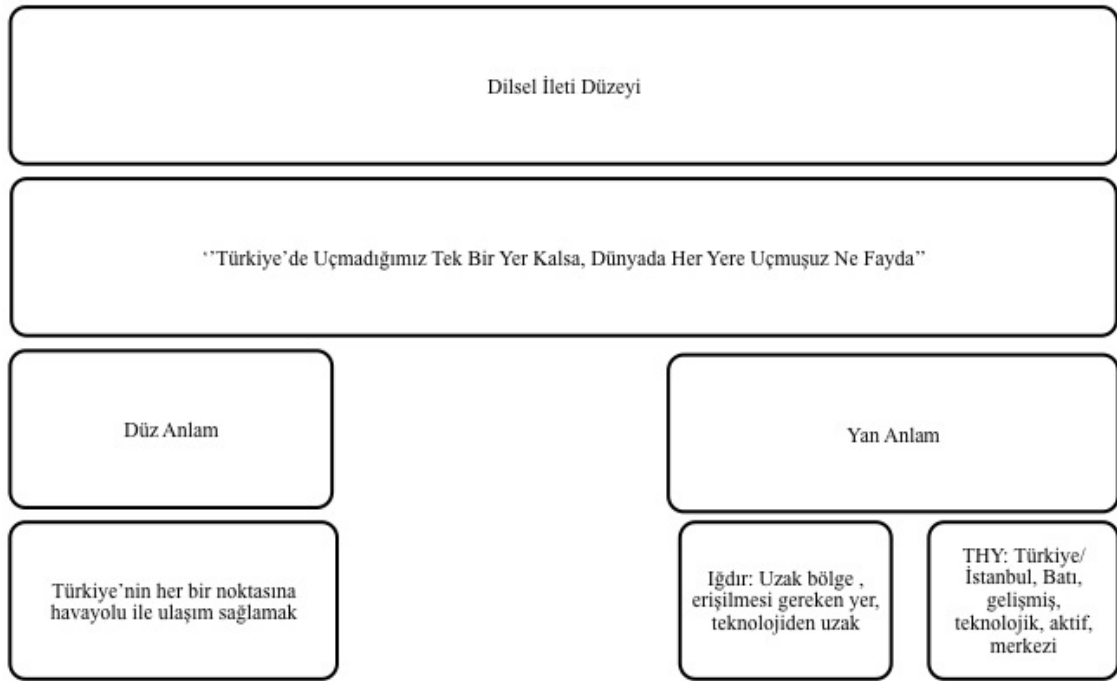 Dilsel İleti Düzeyi
‘’Türkiye’de Uçmadığımız Tek Bir Yer Kalsa, Dünyada Her Yere Uçmuşuz Ne Fayda’’
Düz Anlam
Yan Anlam
Türkiye’nin her bir noktasına
havayolu ile ulaşım sağlamak
Iğdır: Uzak bölge ,
erişilmesi gereken yer,
teknolojiden uzak
THY: Türkiye/
İstanbul, Batı,
gelişmiş,
teknolojik, aktif,
merkezi